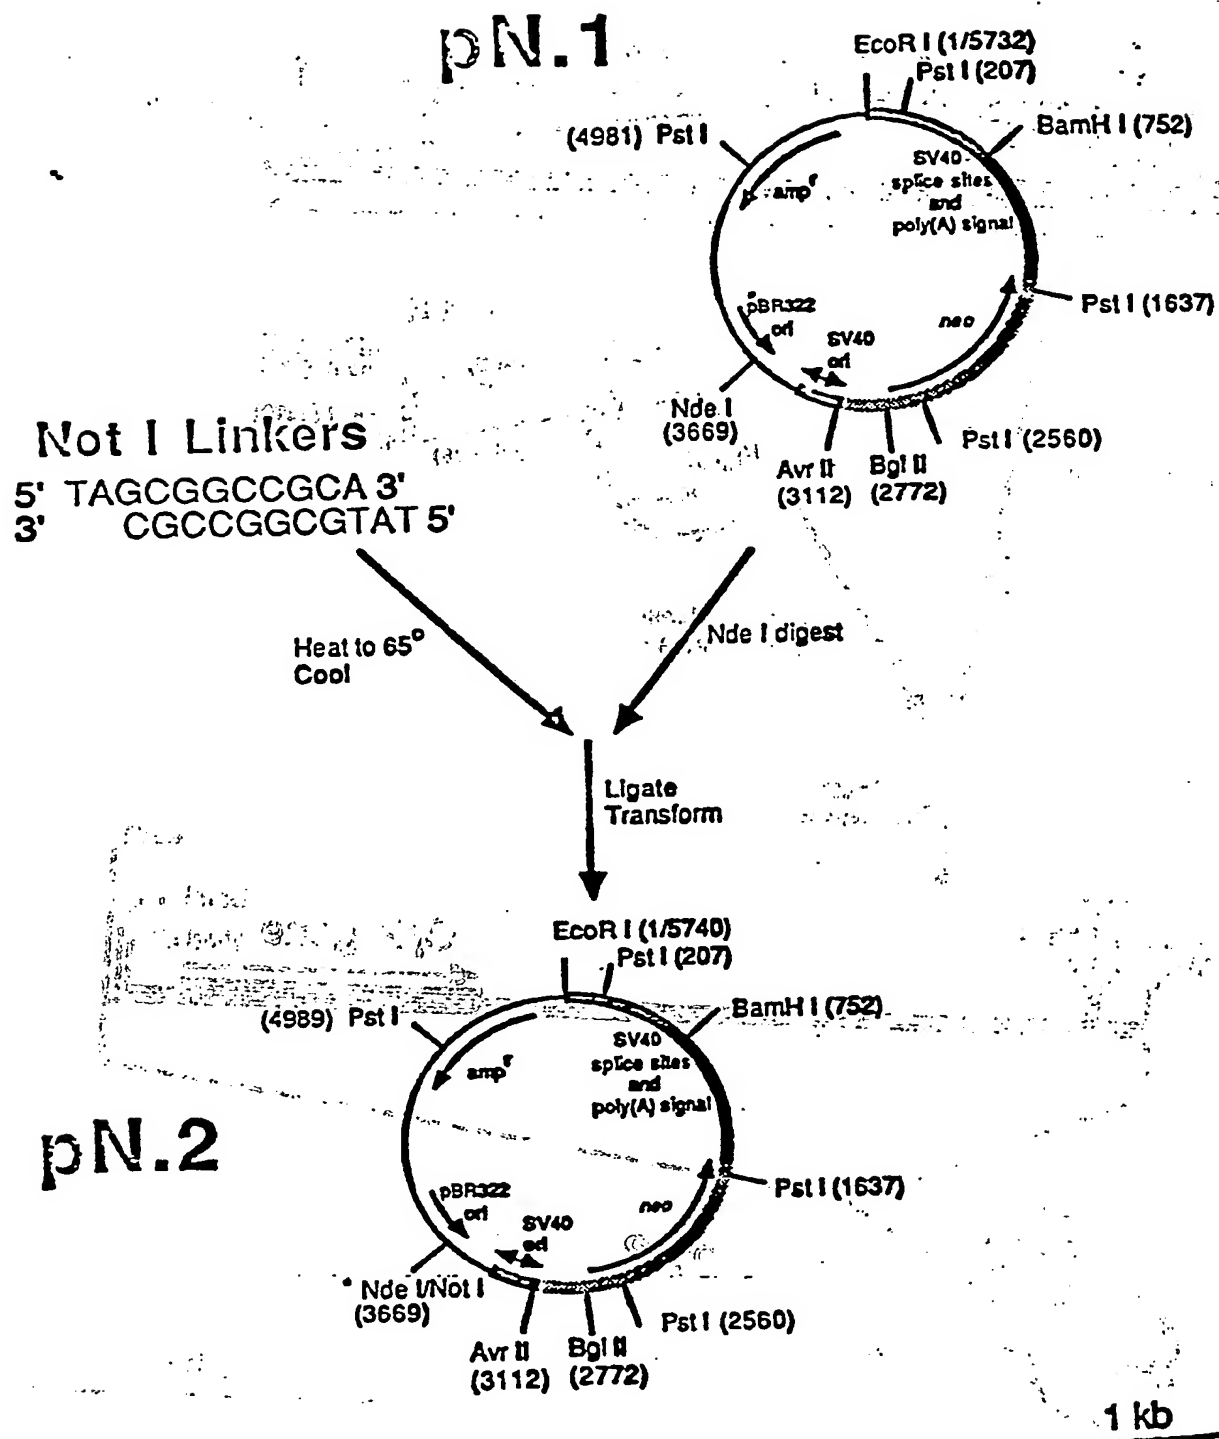 pN.1
EcoR I (1/5732)
Pst I (207)
(4981) Pst I
BamH I (752)
SV40
splice sites
and
poly(A) signal
ampʳ
Pst I (1637)
pBR322
ori
neo
SV40
ori
Nde I
(3669)
Pst I (2560)
Avr II
(3112)
Bgl II
(2772)
Not I Linkers
5' TAGCGGCCGCA 3'
3' CGCCGGCGTAT 5'
Heat to 65°
Cool
Nde I digest
Ligate
Transform
EcoR I (1/5740)
Pst I (207)
(4989) Pst I
BamH I (752)
SV40
splice sites
and
poly(A) signal
ampʳ
pN.2
Pst I (1637)
pBR322
ori
neo
SV40
ori
Nde I/Not I
(3669)
Pst I (2560)
Avr II
(3112)
Bgl II
(2772)
1 kb